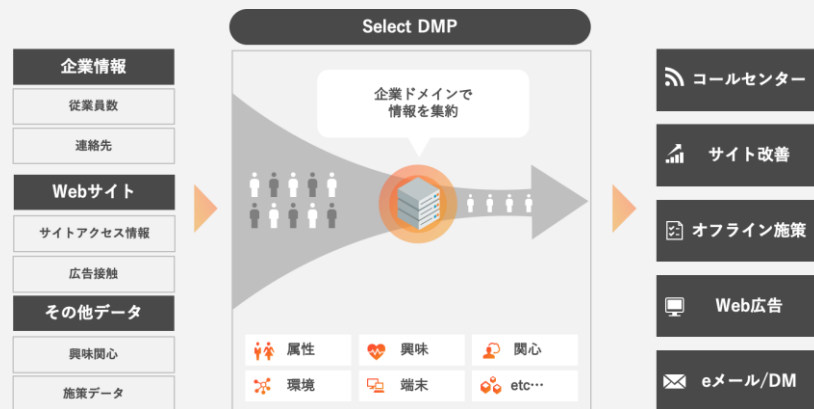 Select DMP
企業情報
従業員数
連絡先
Webサイト
サイトアクセス情報
広告接触
その他データ
興味関心
施策データ
企業ドメインで
情報を集約
属性
興味
関心
環境
端末
etc…
コールセンター
サイト改善
オフライン施策
Web広告
eメール/DM